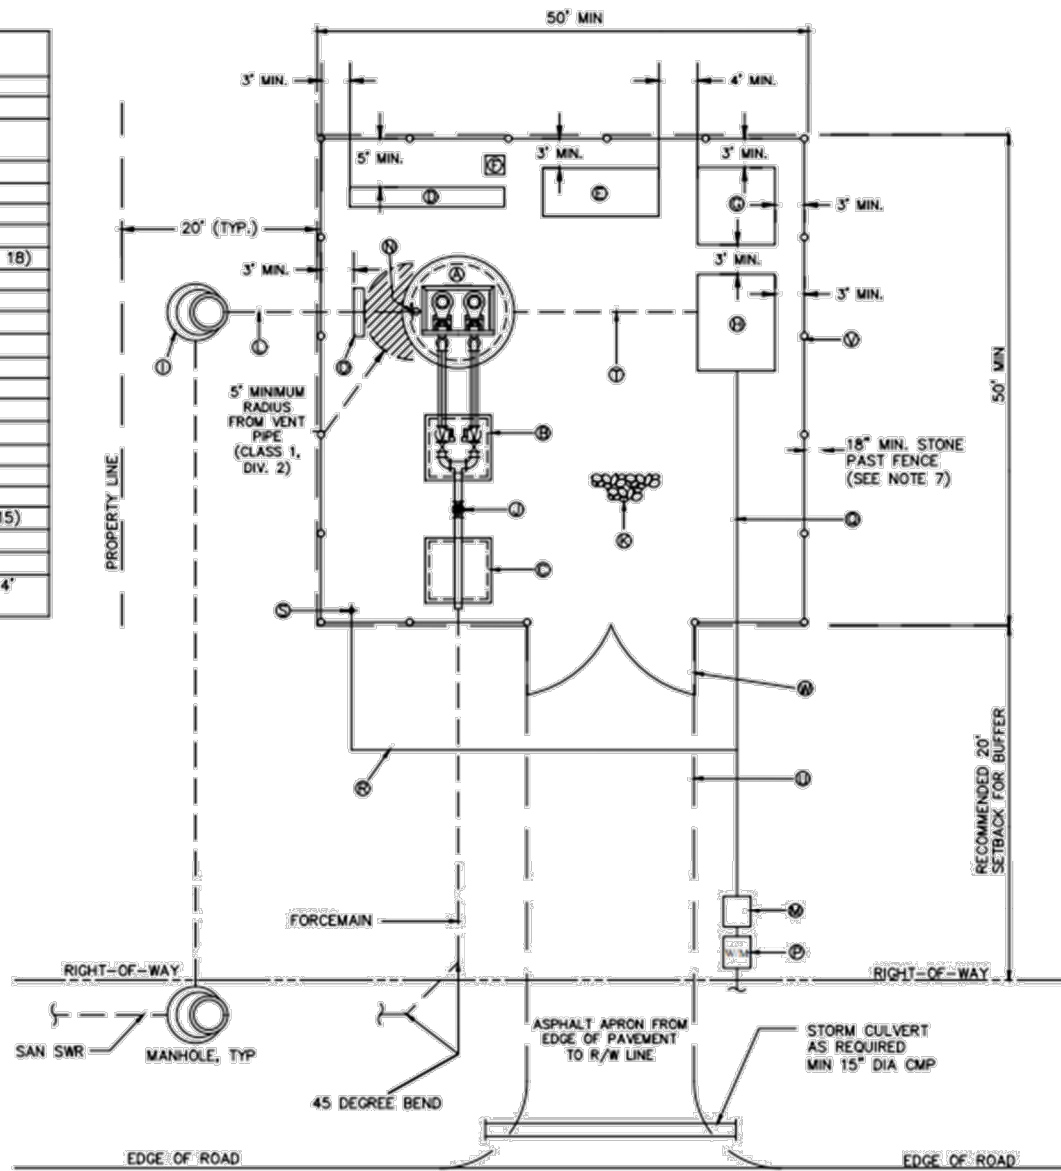 50' MIN
3' MIN.
4' MIN.
5' MIN.
3' MIN.
3' MIN.
F
D
E
G
3' MIN.
20' (TYP.)
18)
N
A
3' MIN.
3' MIN.
3' MIN.
H
I
L
O
T
V
50' MIN
5' MINIMUM
RADIUS
FROM VENT
PIPE
(CLASS 1,
DIV. 2)
B
18" MIN. STONE
PAST FENCE
(SEE NOTE 7)
PROPERTY LINE
15)
J
Q
K
C
4'
S
W
R
U
RECOMMENDED 20'
SETBACK FOR BUFFER
FORCEMAIN
M
W/M
P
RIGHT-OF-WAY
RIGHT-OF-WAY
SAN SWR
MANHOLE, TYP
ASPHALT APRON FROM
EDGE OF PAVEMENT
TO R/W LINE
STORM CULVERT
AS REQUIRED
MIN 15" DIA CMP
45 DEGREE BEND
EDGE OF ROAD
EDGE OF ROAD